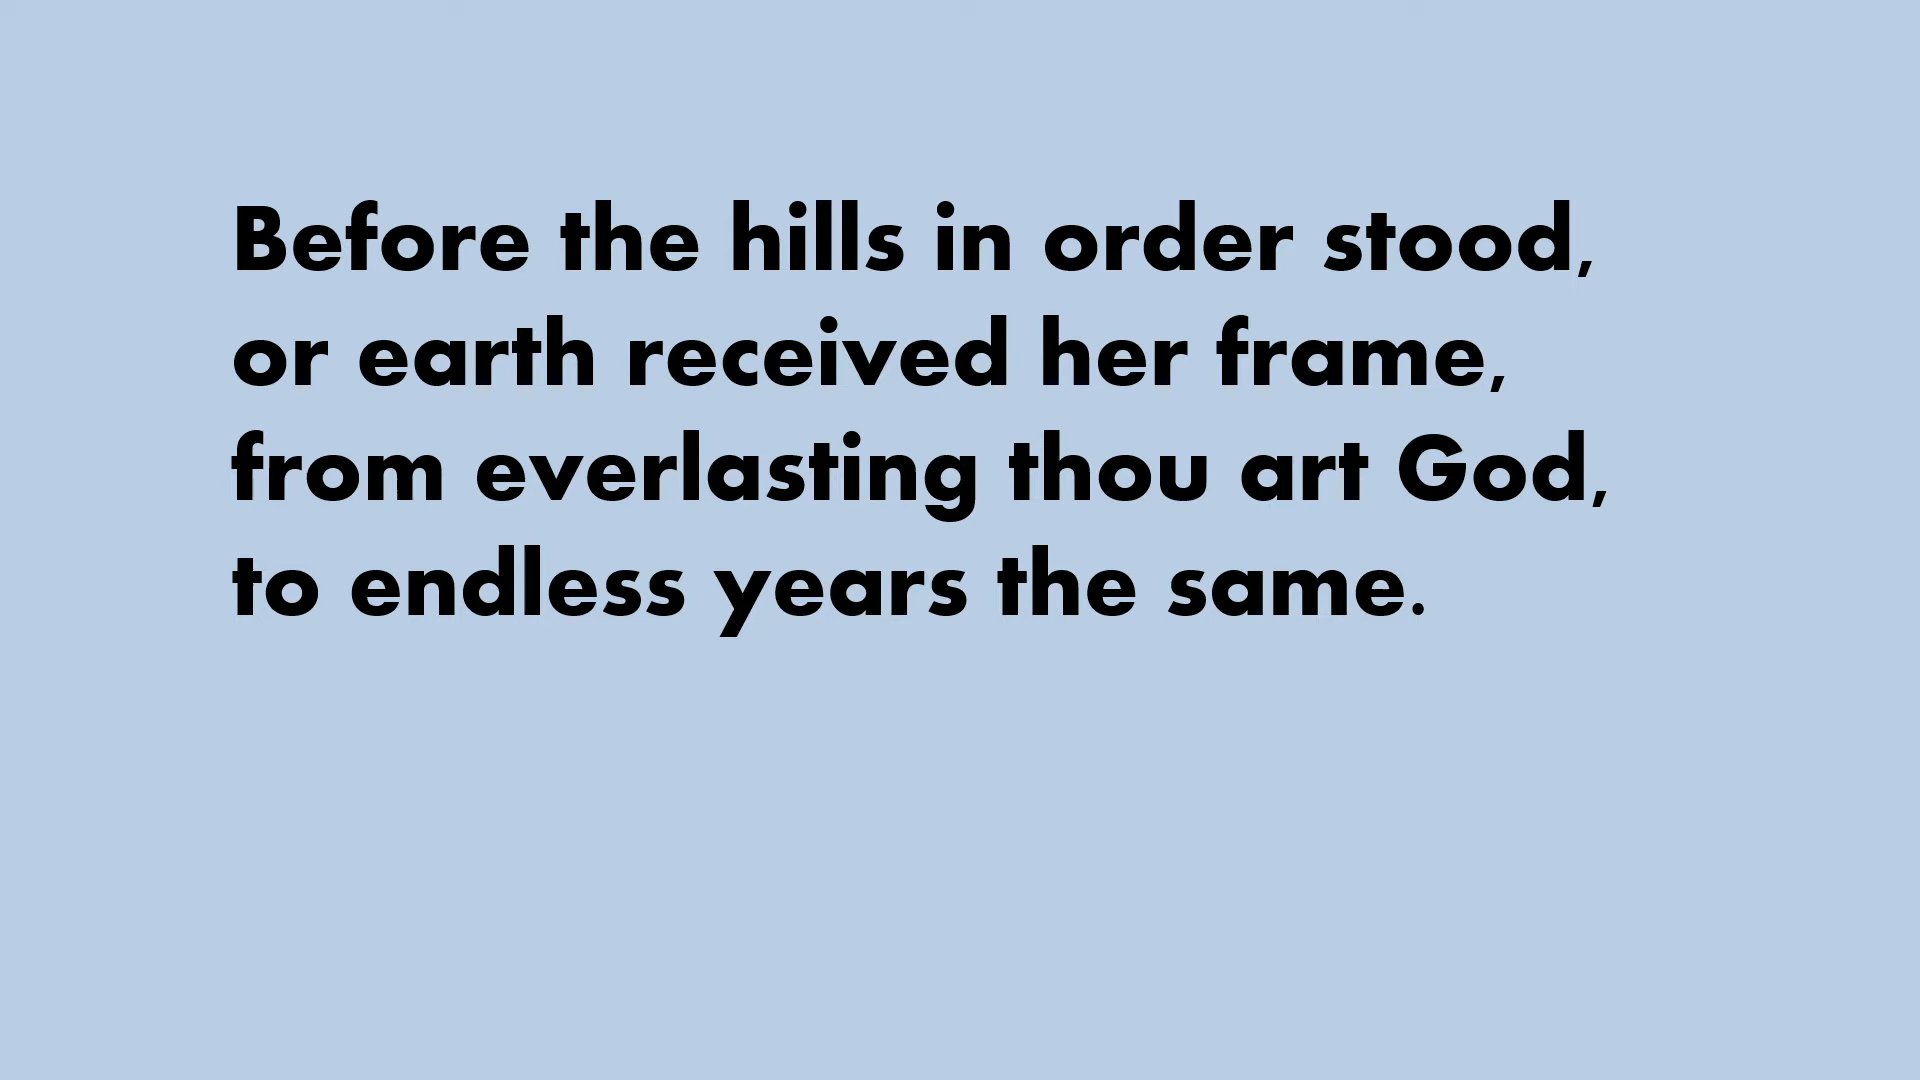 Before the hills in order stood,
or earth received her frame,
from everlasting thou art God,
to endless years the same.